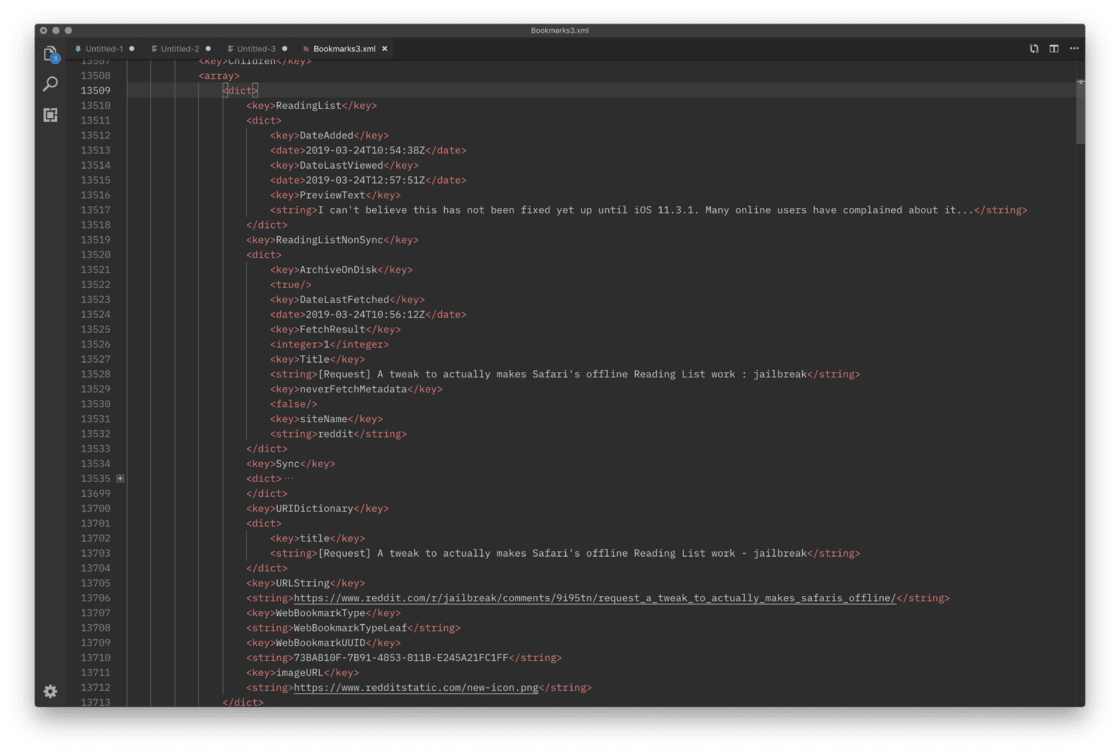 Bookmarks3.xml
Untitled-1 Untitled-2 Untitled-3 Bookmarks3.xml
3
13507 <key>Children</key>
13508 <array>
13509 <dict>
13510 <key>ReadingList</key>
13511 <dict>
13512 <key>DateAdded</key>
13513 <date>2019-03-24T10:54:38Z</date>
13514 <key>DateLastViewed</key>
13515 <date>2019-03-24T12:57:51Z</date>
13516 <key>PreviewText</key>
13517 <string>I can't believe this has not been fixed yet up until iOS 11.3.1. Many online users have complained about it...</string>
13518 </dict>
13519 <key>ReadingListNonSync</key>
13520 <dict>
13521 <key>ArchiveOnDisk</key>
13522 <true/>
13523 <key>DateLastFetched</key>
13524 <date>2019-03-24T10:56:12Z</date>
13525 <key>FetchResult</key>
13526 <integer>1</integer>
13527 <key>Title</key>
13528 <string>[Request] A tweak to actually makes Safari's offline Reading List work : jailbreak</string>
13529 <key>neverFetchMetadata</key>
13530 <false/>
13531 <key>siteName</key>
13532 <string>reddit</string>
13533 </dict>
13534 <key>Sync</key>
13535 <dict>···
13699 </dict>
13700 <key>URIDictionary</key>
13701 <dict>
13702 <key>title</key>
13703 <string>[Request] A tweak to actually makes Safari's offline Reading List work - jailbreak</string>
13704 </dict>
13705 <key>URLString</key>
13706 <string>https://www.reddit.com/r/jailbreak/comments/9i95tn/request_a_tweak_to_actually_makes_safaris_offline/</string>
13707 <key>WebBookmarkType</key>
13708 <string>WebBookmarkTypeLeaf</string>
13709 <key>WebBookmarkUUID</key>
13710 <string>73BAB10F-7B91-4853-811B-E245A21FC1FF</string>
13711 <key>imageURL</key>
13712 <string>https://www.redditstatic.com/new-icon.png</string>
13713 </dict>